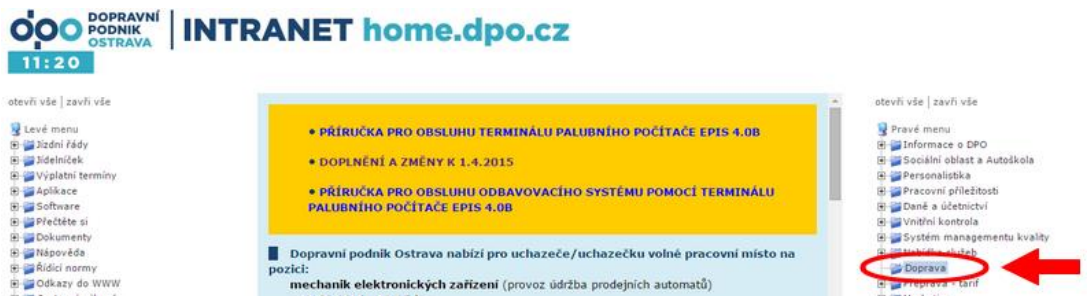 dpo DOPRAVNÍ
PODNIK
OSTRAVA
INTRANET home.dpo.cz
11:20
otevři vše | zavři vše
Levé menu
Jízdní řády
Jídelníček
Výplatní termíny
Aplikace
Software
Přečtěte si
Dokumenty
Nápověda
Řídicí normy
Odkazy do WWW
• PŘÍRUČKA PRO OBSLUHU TERMINÁLU PALUBNÍHO POČÍTAČE EPIS 4.0B
• DOPLNĚNÍ A ZMĚNY K 1.4.2015
• PŘÍRUČKA PRO OBSLUHU ODBAVOVACÍHO SYSTÉMU POMOCÍ TERMINÁLU
PALUBNÍHO POČÍTAČE EPIS 4.0B
Dopravní podnik Ostrava nabízí pro uchazeče/uchazečku volné pracovní místo na
pozici:
mechanik elektronických zařízení (provoz údržba prodejních automatů)
otevři vše | zavři vše
Pravé menu
Informace o DPO
Sociální oblast a Autoškola
Personalistika
Pracovní příležitosti
Daně a účetnictví
Vnitřní kontrola
Systém managementu kvality
Nabídka služeb
Doprava
Přeprava - tarif